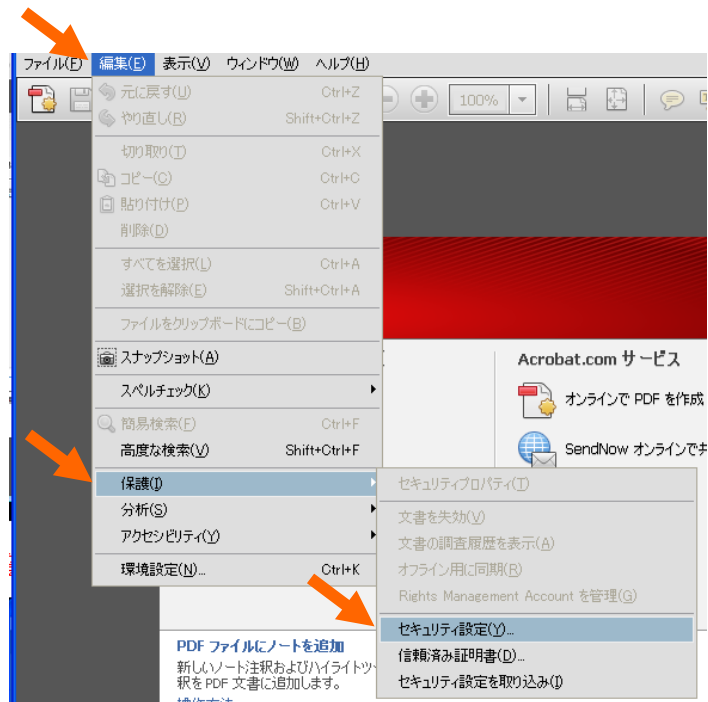 ファイル(F) 編集(E) 表示(V) ウィンドウ(W) ヘルプ(H)
100%
元に戻す(U) Ctrl+Z
やり直し(R) Shift+Ctrl+Z
切り取り(T) Ctrl+X
コピー(C) Ctrl+C
貼り付け(P) Ctrl+V
削除(D)
すべてを選択(L) Ctrl+A
選択を解除(E) Shift+Ctrl+A
ファイルをクリップボードにコピー(B)
スナップショット(A)
スペルチェック(K)
簡易検索(F) Ctrl+F
高度な検索(V) Shift+Ctrl+F
保護(I)
分析(S)
アクセシビリティ(Y)
環境設定(N)... Ctrl+K
Acrobat.com サービス
オンラインで PDF を作成
SendNow オンラインで共
セキュリティプロパティ(T)
文書を失効(V)
文書の調査履歴を表示(A)
オフライン用に同期(R)
Rights Management Account を管理(G)
セキュリティ設定(Y)...
信頼済み証明書(D)...
セキュリティ設定を取り込み(I)
PDF ファイルにノートを追加
新しいノート注釈およびハイライトツー
釈を PDF 文書に追加します。